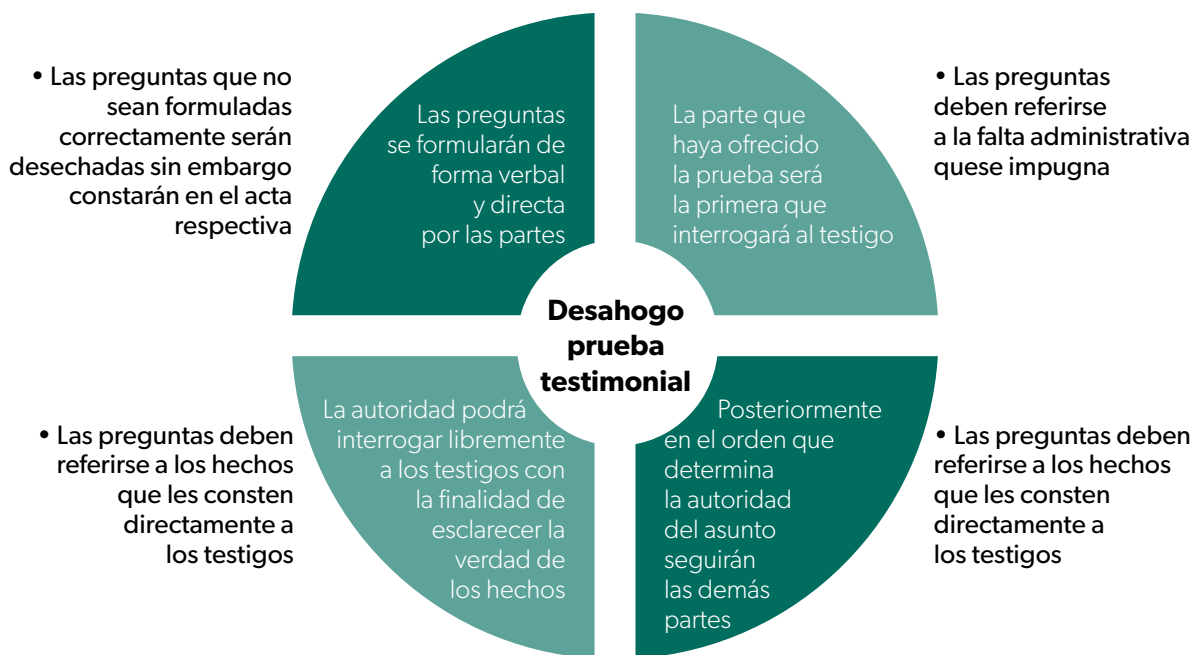 • Las preguntas que no
sean formuladas
correctamente serán
desechadas sin embargo
constarán en el acta
respectiva
Las preguntas
se formularán de
forma verbal
y directa
por las partes
La parte que
haya ofrecido
la prueba será
la primera que
interrogará al testigo
• Las preguntas
deben referirse
a la falta administrativa
quese impugna
Desahogo
prueba
testimonial
• Las preguntas deben
referirse a los hechos
que les consten
directamente a
los testigos
La autoridad podrá
interrogar libremente
a los testigos con
la finalidad de
esclarecer la
verdad de
los hechos
Posteriormente
en el orden que
determina
la autoridad
del asunto
seguirán
las demás
partes
• Las preguntas deben
referirse a los hechos
que les consten
directamente a
los testigos